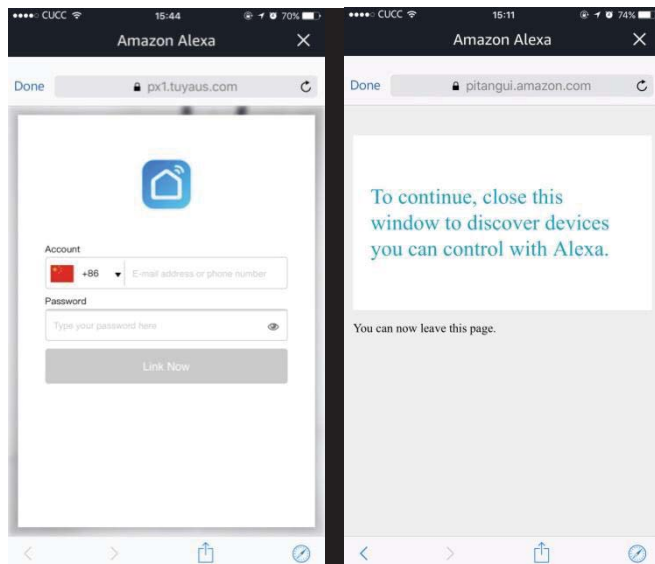 CUCC 15:44 70%
Amazon Alexa
Done px1.tuyaus.com
Account
+86 E-mail address or phone number
Password
Type your password here
Link Now
CUCC 15:11 74%
Amazon Alexa
Done pitangui.amazon.com
To continue, close this
window to discover devices
you can control with Alexa.
You can now leave this page.